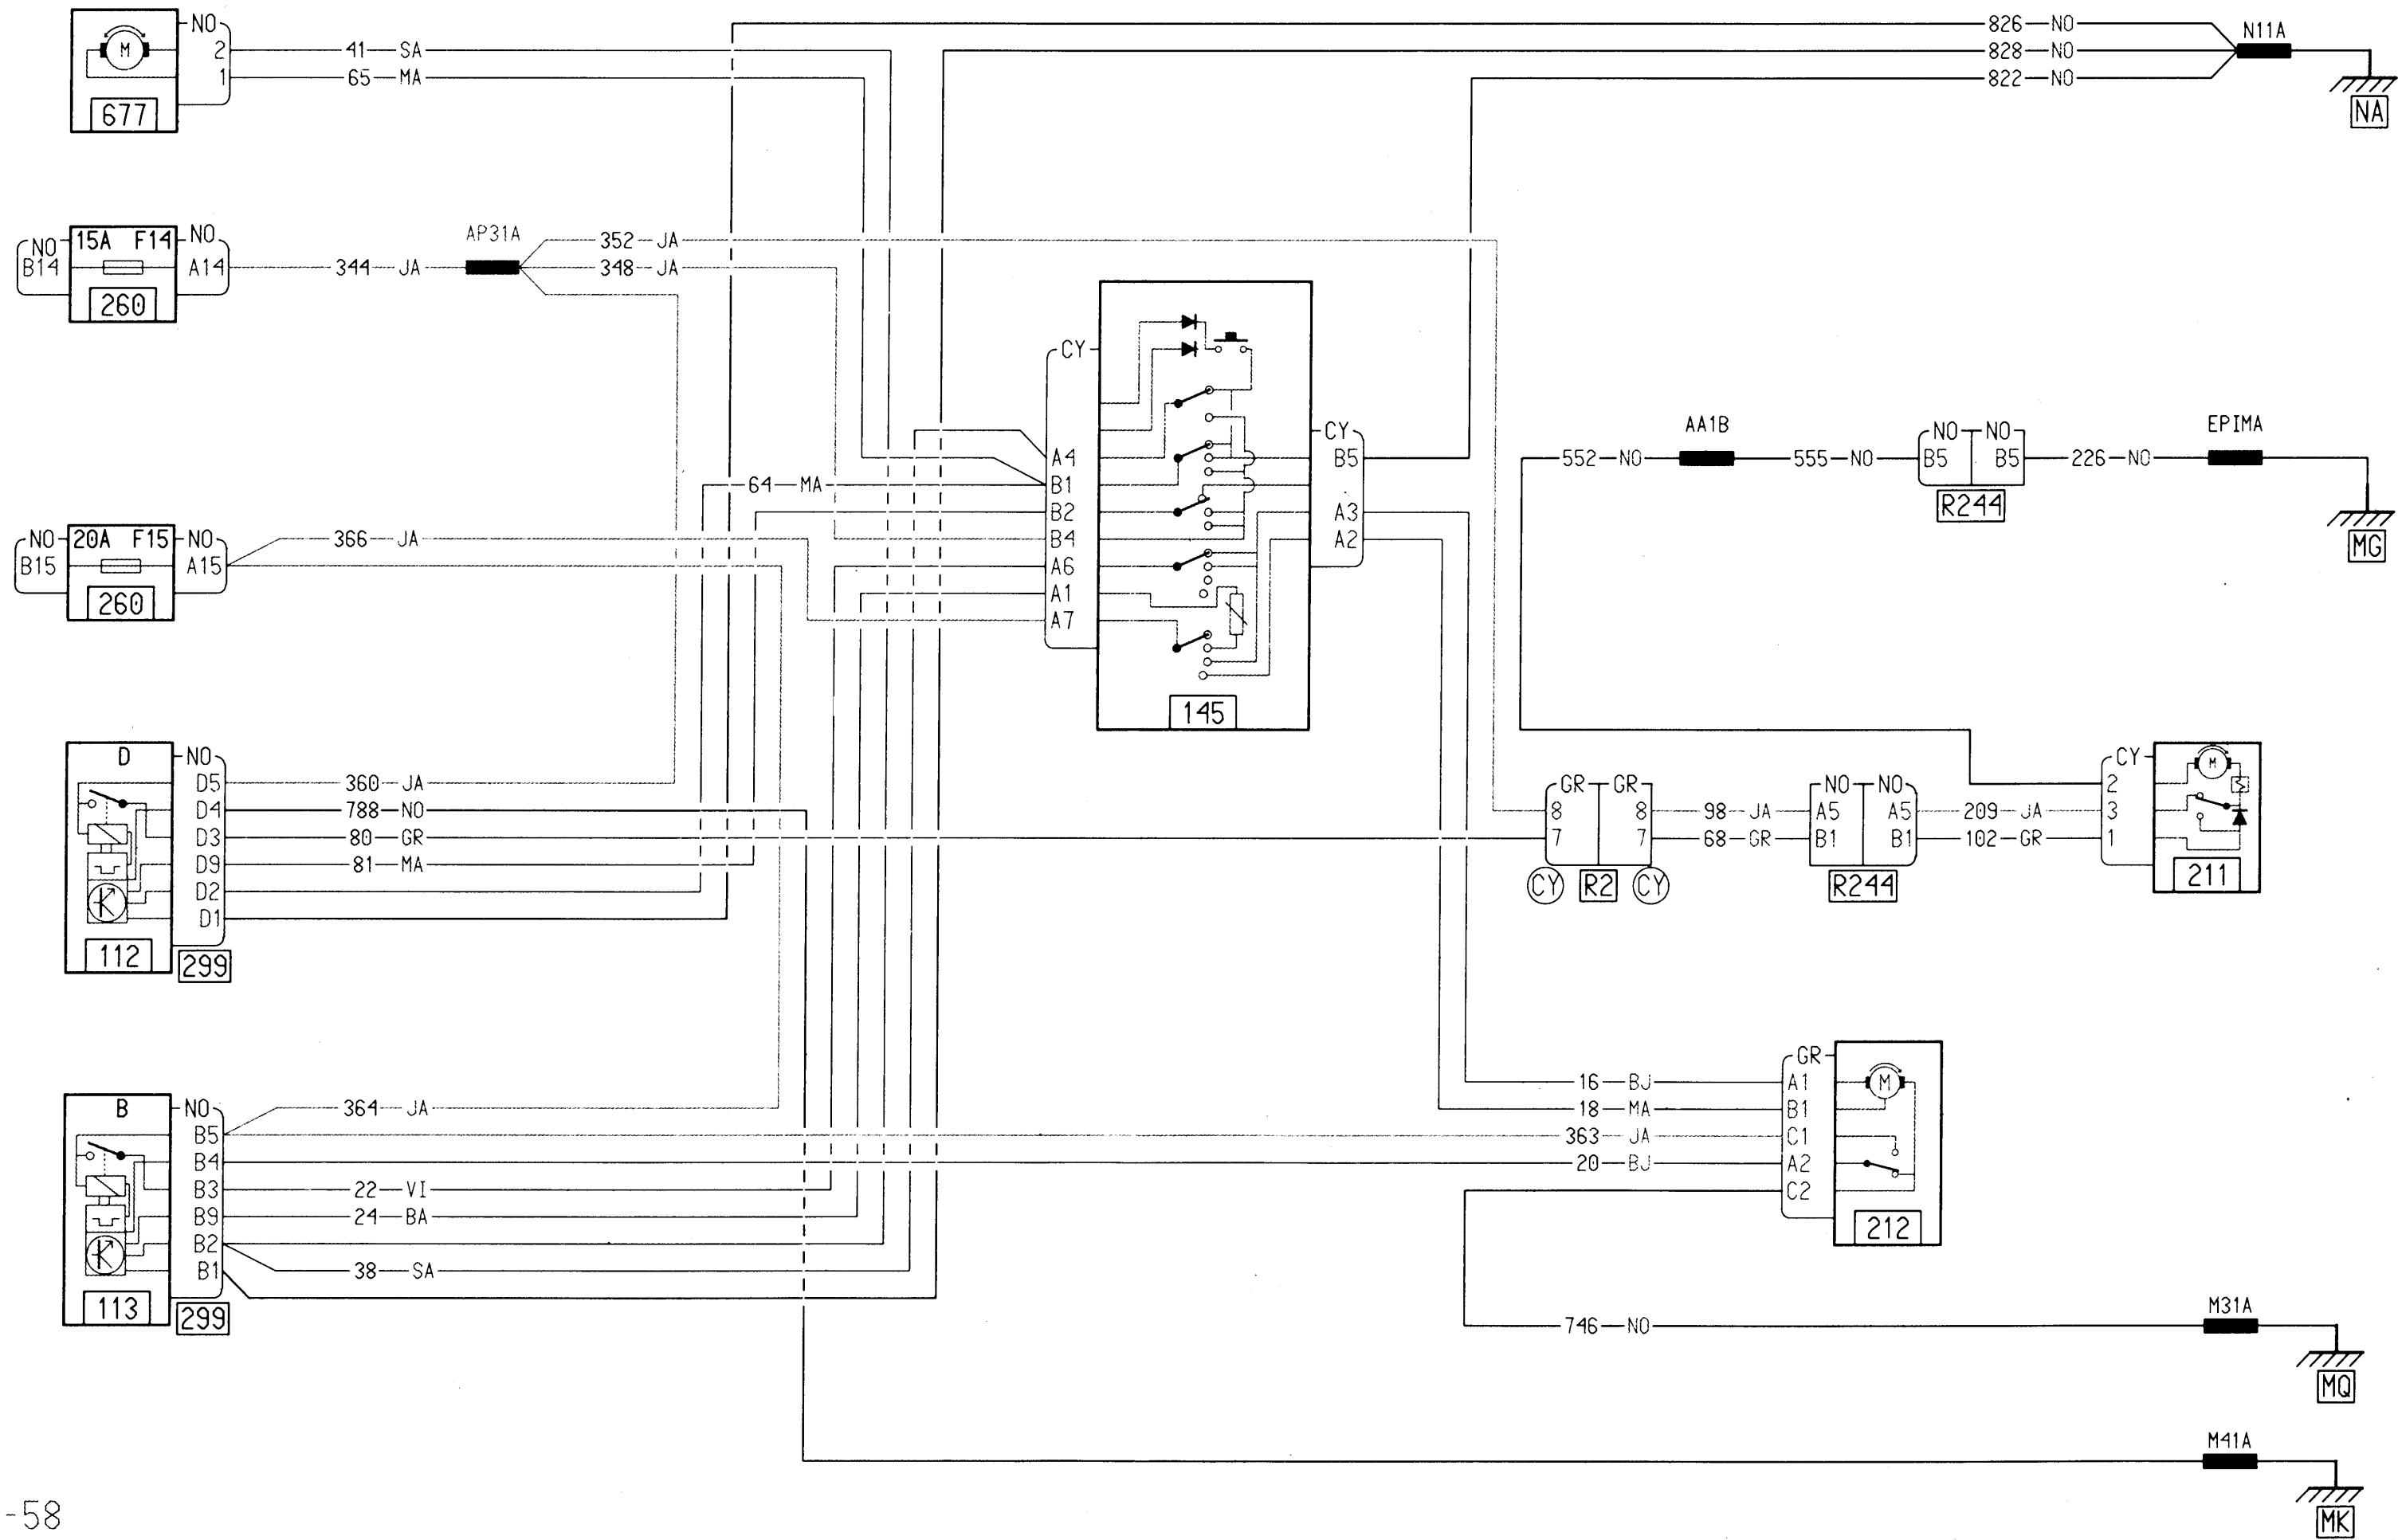 NO
2
1
M
677
41 SA
65 MA
826 NO
828 NO
822 NO
N11A
NA
NO
B14
15A F14
260
NO
A14
344 JA
AP31A
352 JA
348 JA
CY
A4
B1
B2
B4
A6
A1
A7
145
CY
B5
A3
A2
64 MA
552 NO
AA1B
555 NO
NO
B5
NO
B5
R244
226 NO
EPIMA
MG
NO
B15
20A F15
260
NO
A15
366 JA
D
112
NO
D5
D4
D3
D9
D2
D1
299
360 JA
788 NO
80 GR
81 MA
GR
8
7
GR
8
7
CY
R2
CY
98 JA
68 GR
NO
A5
B1
NO
A5
B1
R244
209 JA
102 GR
CY
2
3
1
M
211
B
113
NO
B5
B4
B3
B9
B2
B1
299
364 JA
22 VI
24 BA
38 SA
16 BJ
18 MA
363 JA
20 BJ
GR
A1
B1
C1
A2
C2
M
212
746 NO
M31A
MQ
M41A
MK
-58